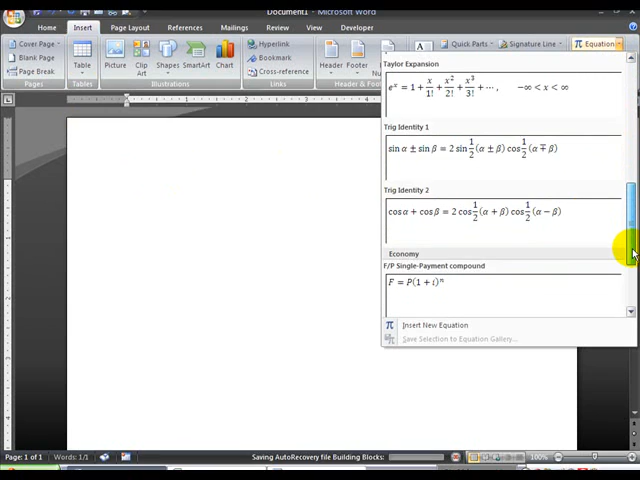 Document1 - Microsoft Word
Home Insert Page Layout References Mailings Review View
Cover Page
Blank Page
Page Break
Pages
Table
Tables
Picture Clip Art Shapes SmartArt Chart
Illustrations
Hyperlink
Bookmark
Cross-reference
Links
Header Footer
Header &
A
Quick Parts Signature Line π Equation
Taylor Expansion
e^x = 1 + x/1! + x²/2! + x³/3! + ⋯, −∞ < x < ∞
Trig Identity 1
sin α ± sin β = 2 sin 1/2 (α ± β) cos 1/2 (α ∓ β)
Trig Identity 2
cos α + cos β = 2 cos 1/2 (α + β) cos 1/2 (α − β)
Economy
F/P Single-Payment compound
F = P(1 + i)^n
π Insert New Equation
Save Selection to Equation Gallery...
Page: 1 of 1 Words: 1/1 Saving AutoRecovery file Building Blocks: 100%